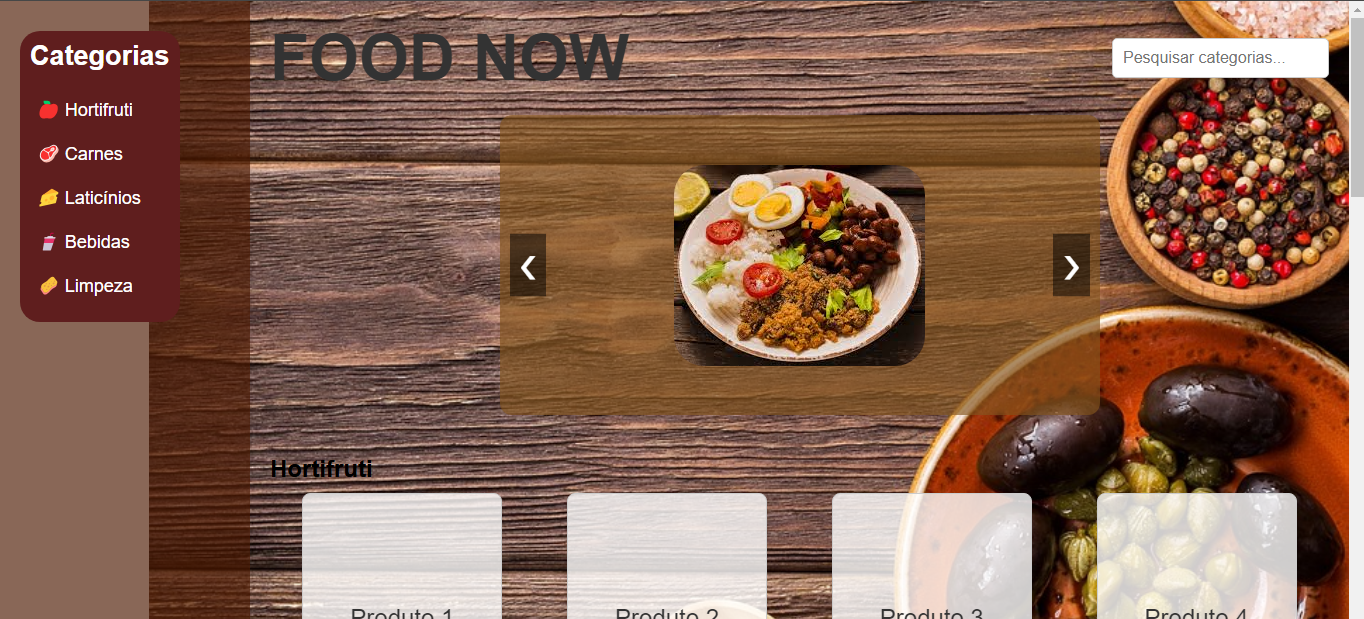 Categorias
Hortifruti
Carnes
Laticínios
Bebidas
Limpeza
FOOD NOW
Pesquisar categorias...
❮
❯
Hortifruti
Produto 1
Produto 2
Produto 3
Produto 4